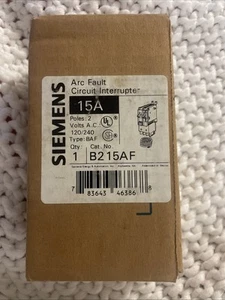 SIEMENS
Arc Fault
Circuit Interrupter
15A
Poles: 2
Volts A.C.
120/240
Type: BAF
Qty. Cat. No.
1 B215AF
7 83643 46386